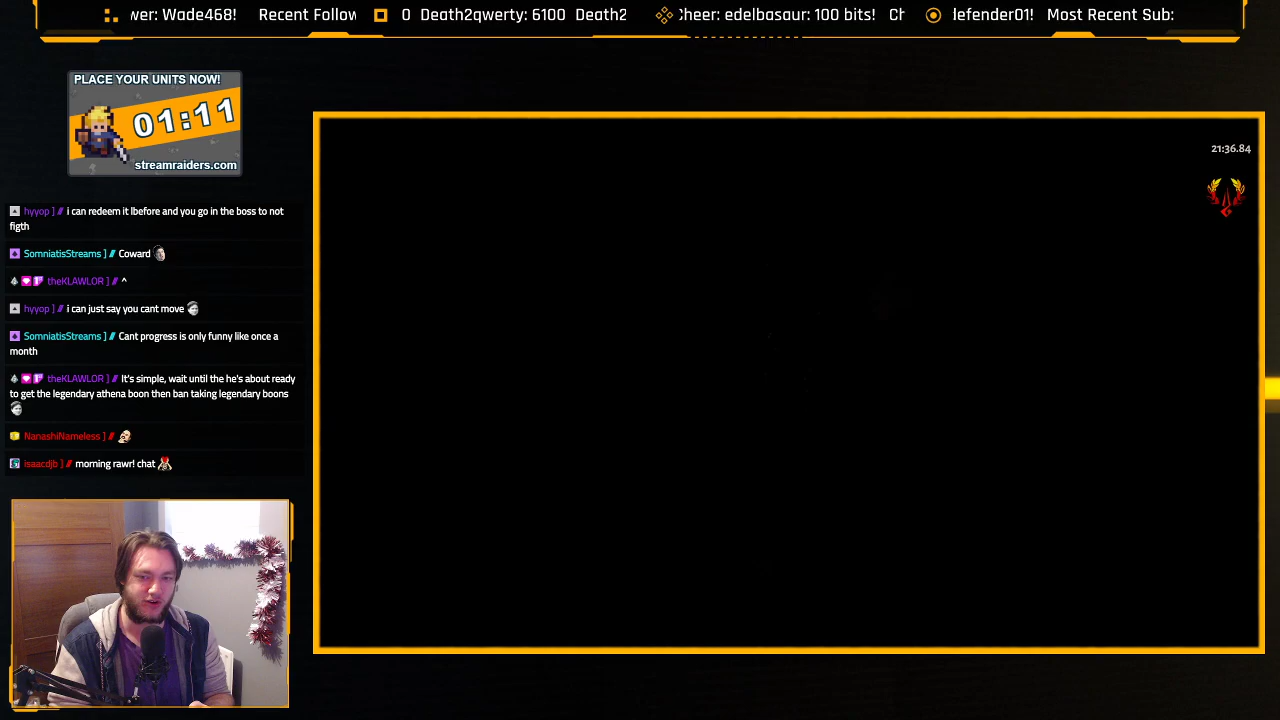 wer: Wade468! Recent Follow 0 Death2qwerty: 6100 Death2 Cheer: edelbasaur: 100 bits! Ch lefender01! Most Recent Sub:
PLACE YOUR UNITS NOW!
01:11
streamraiders.com
21:36.84
hyyop ] // i can redeem it lbefore and you go in the boss to not
figth
SomniatisStreams ] // Coward
theKLAWLOR ] // ^
hyyop ] // i can just say you cant move
SomniatisStreams ] // Cant progress is only funny like once a
month
theKLAWLOR ] // It's simple, wait until the he's about ready
to get the legendary athena boon then ban taking legendary boons
NanashiNameless ] //
isaacdjb ] // morning rawr! chat